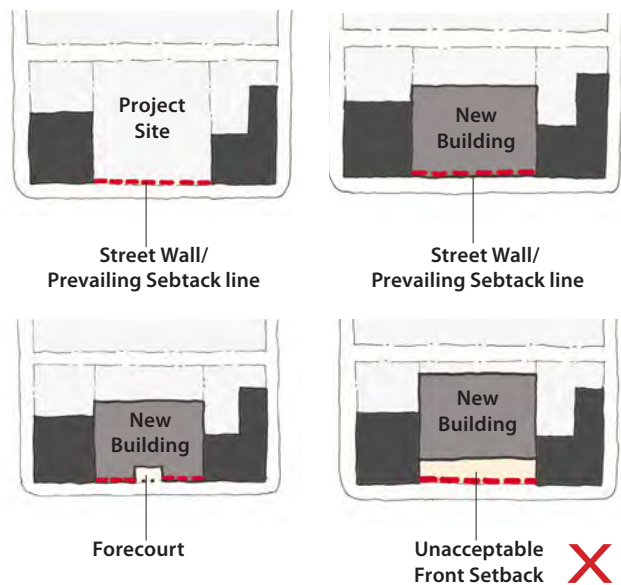 Project
Site
Street Wall/
Prevailing Sebtack line
New
Building
Street Wall/
Prevailing Sebtack line
New
Building
Forecourt
New
Building
Unacceptable
Front Setback